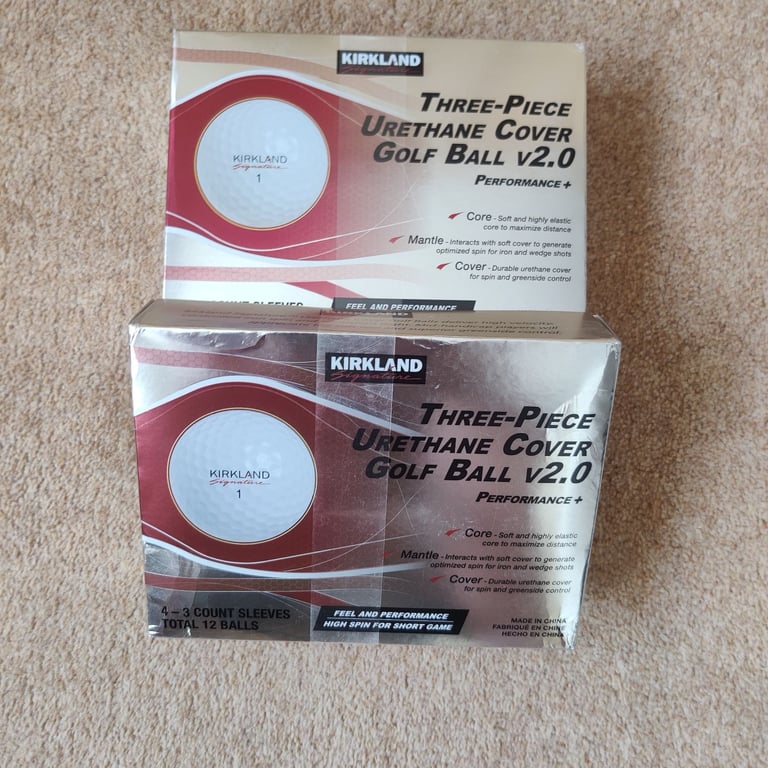 KIRKLAND
Signature
THREE-PIECE
URETHANE COVER
GOLF BALL V2.0
PERFORMANCE+
KIRKLAND
Signature
1
Core - Soft and highly elastic
core to maximize distance
Mantle - Interacts with soft cover to generate
optimized spin for iron and wedge shots
Cover - Durable urethane cover
for spin and greenside control
COUNT SLEEVES
FEEL AND PERFORMANCE
KIRKLAND
Signature
THREE-PIECE
URETHANE COVER
GOLF BALL V2.0
PERFORMANCE+
KIRKLAND
Signature
1
Core - Soft and highly elastic
core to maximize distance
Mantle - Interacts with soft cover to generate
optimized spin for iron and wedge shots
Cover - Durable urethane cover
for spin and greenside control
4 – 3 COUNT SLEEVES
TOTAL 12 BALLS
FEEL AND PERFORMANCE
HIGH SPIN FOR SHORT GAME
MADE IN CHINA
FABRIQUÉ EN CHINE
HECHO EN CHINA